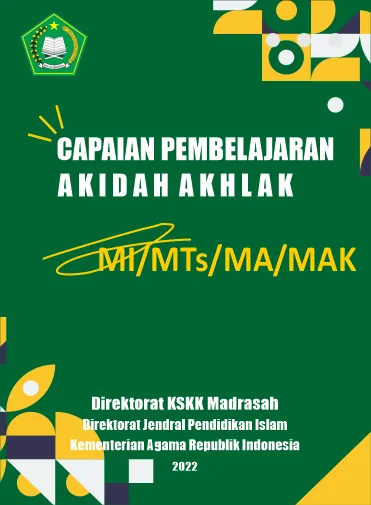 CAPAIAN PEMBELAJARAN
AKIDAH AKHLAK
MI/MTs/MA/MAK
Direktorat KSKK Madrasah
Direktorat Jendral Pendidikan Islam
Kementerian Agama Republik Indonesia
2022